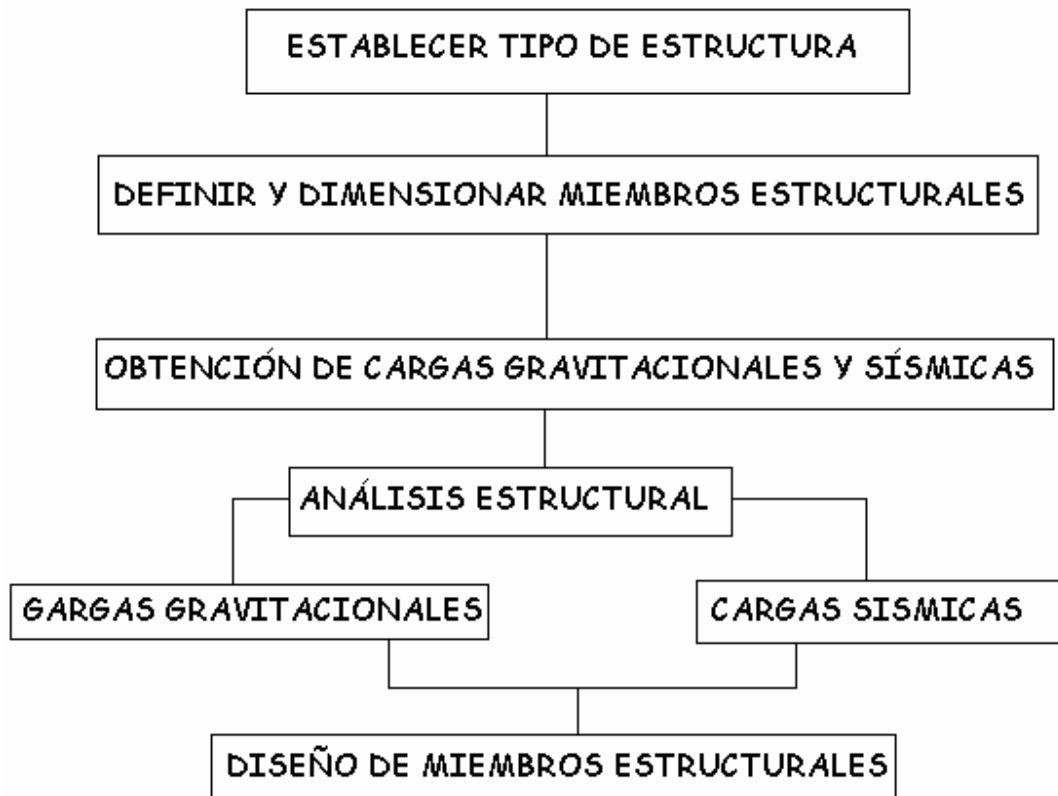 ESTABLECER TIPO DE ESTRUCTURA
DEFINIR Y DIMENSIONAR MIEMBROS ESTRUCTURALES
OBTENCIÓN DE CARGAS GRAVITACIONALES Y SÍSMICAS
ANÁLISIS ESTRUCTURAL
GARGAS GRAVITACIONALES
CARGAS SISMICAS
DISEÑO DE MIEMBROS ESTRUCTURALES